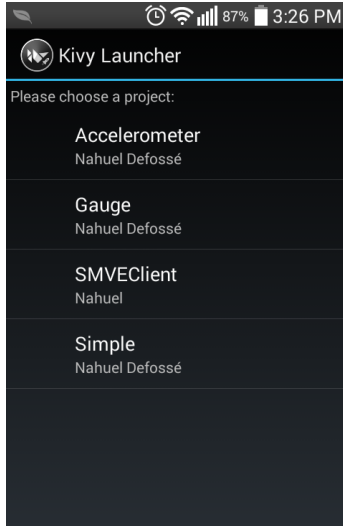 87% 3:26 PM
Kivy Launcher
Please choose a project:
Accelerometer
Nahuel Defossé
Gauge
Nahuel Defossé
SMVEClient
Nahuel
Simple
Nahuel Defossé